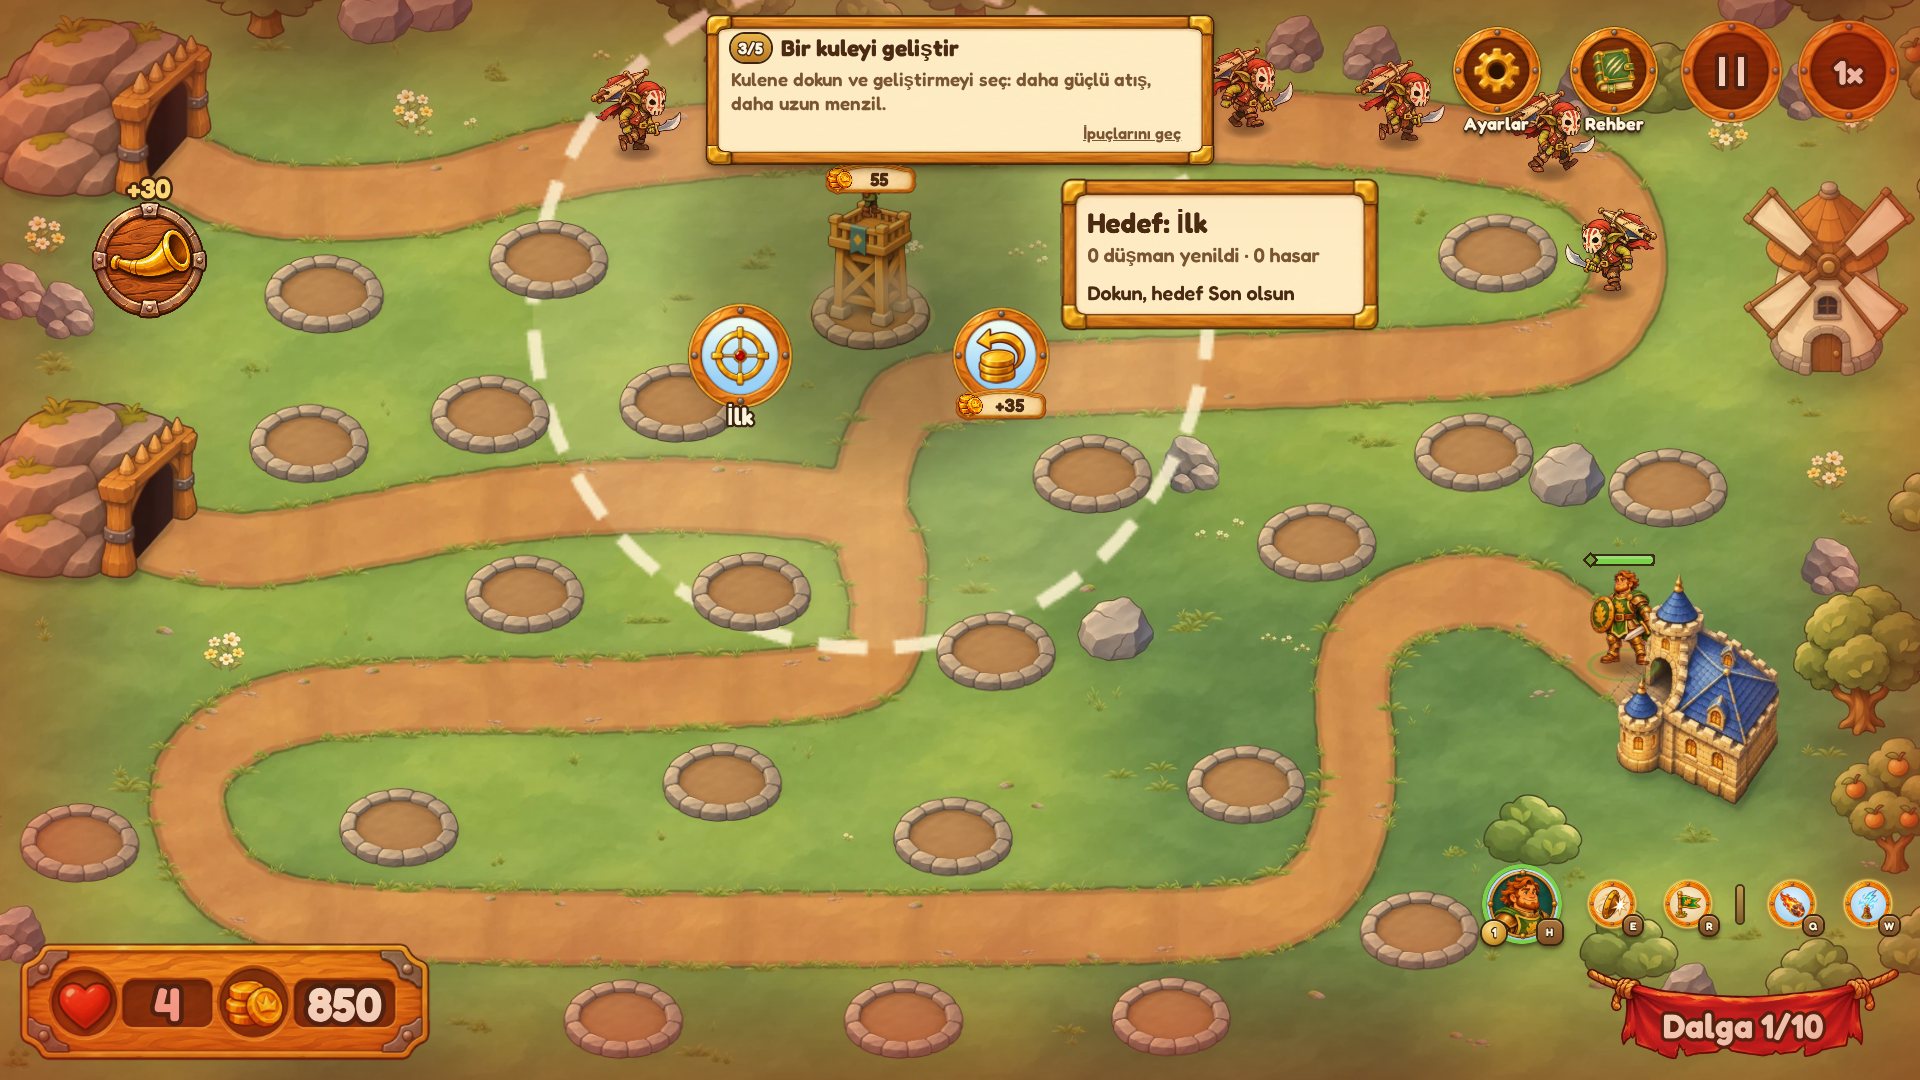 3/5 Bir kuleyi geliştir
Kulene dokun ve geliştirmeyi seç: daha güçlü atış,
daha uzun menzil.
İpuçlarını geç
Ayarlar
Rehber
1x
+30
55
Hedef: İlk
0 düşman yenildi · 0 hasar
Dokun, hedef Son olsun
İlk
+35
1
H
E
R
Q
W
4
850
Dalga 1/10